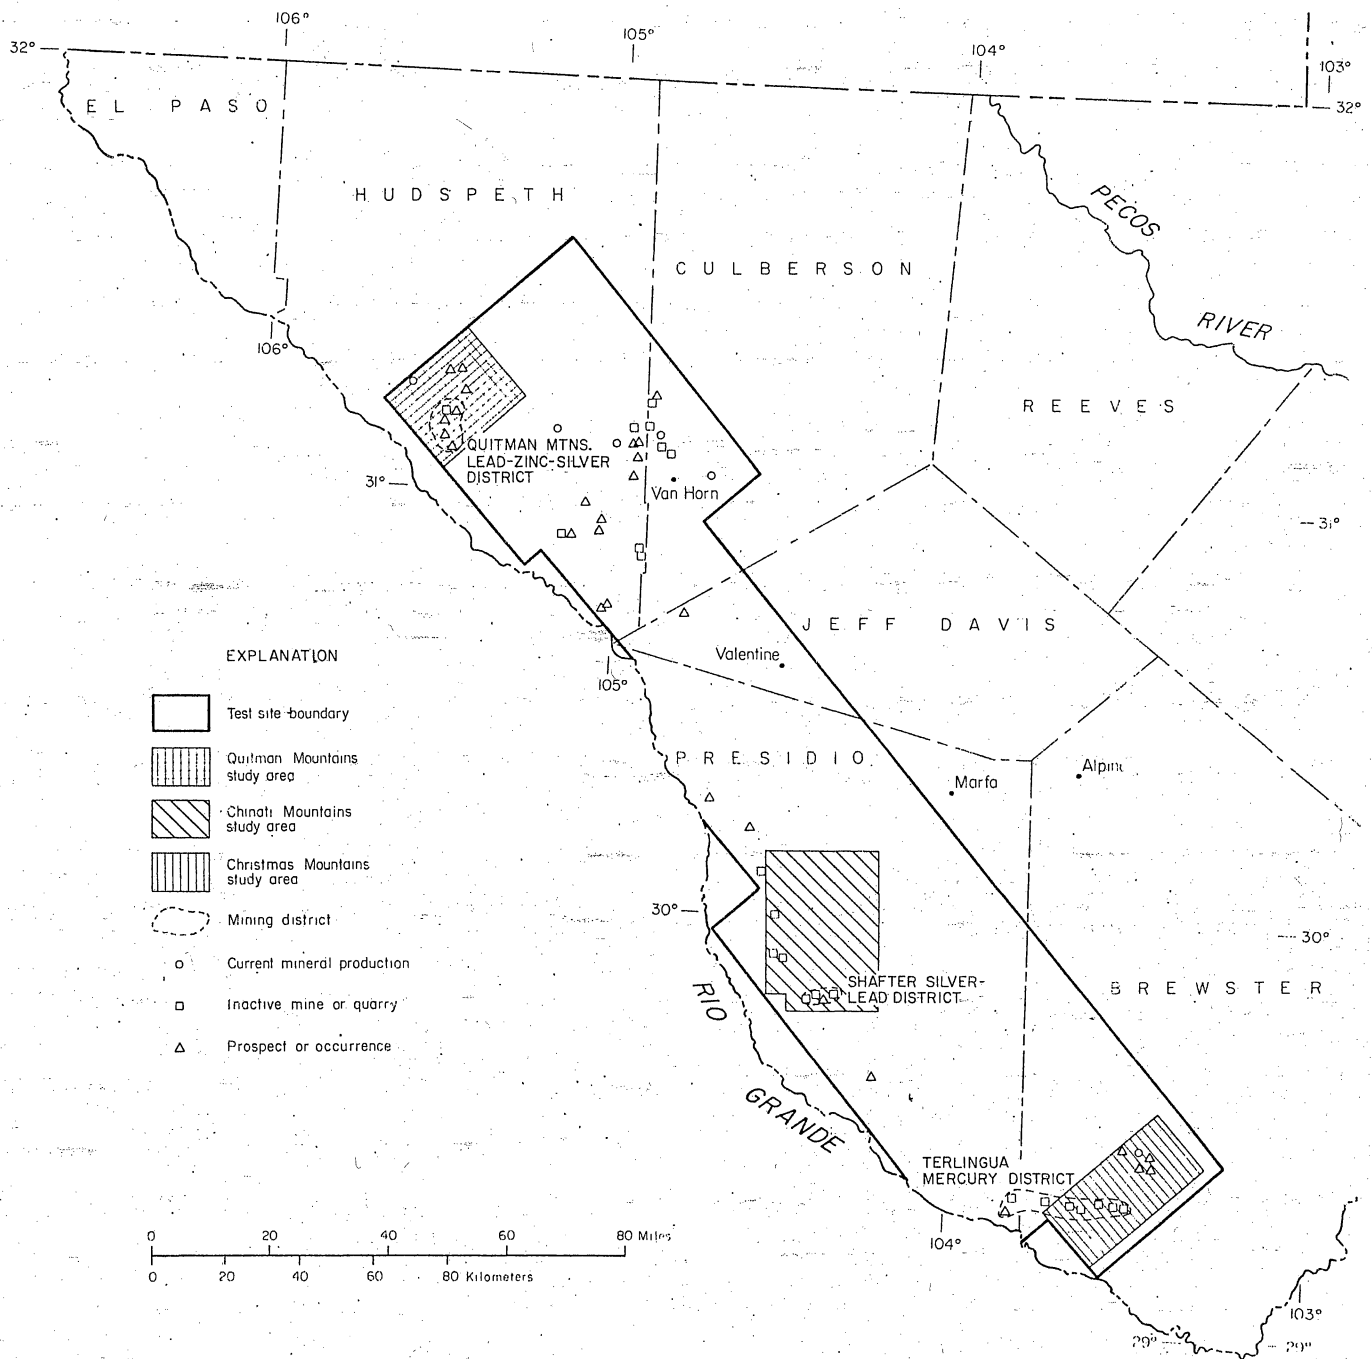 106°
105°
104°
103°
32°
32°
EL PASO
HUDSPETH
CULBERSON
PECOS
RIVER
REEVES
106°
QUITMAN MTNS.
LEAD-ZINC-SILVER
DISTRICT
31°
Van Horn
31°
JEFF DAVIS
Valentine
105°
EXPLANATION
Test site boundary
Quitman Mountains
study area
Chinati Mountains
study area
Christmas Mountains
study area
Mining district
Current mineral production
Inactive mine or quarry
Prospect or occurrence
PRESIDIO
Marfa
Alpine
30°
30°
SHAFTER SILVER-
LEAD DISTRICT
BREWSTER
RIO
GRANDE
TERLINGUA
MERCURY DISTRICT
104°
103°
29°
29°
0 20 40 60 80 Miles
0 20 40 60 80 Kilometers